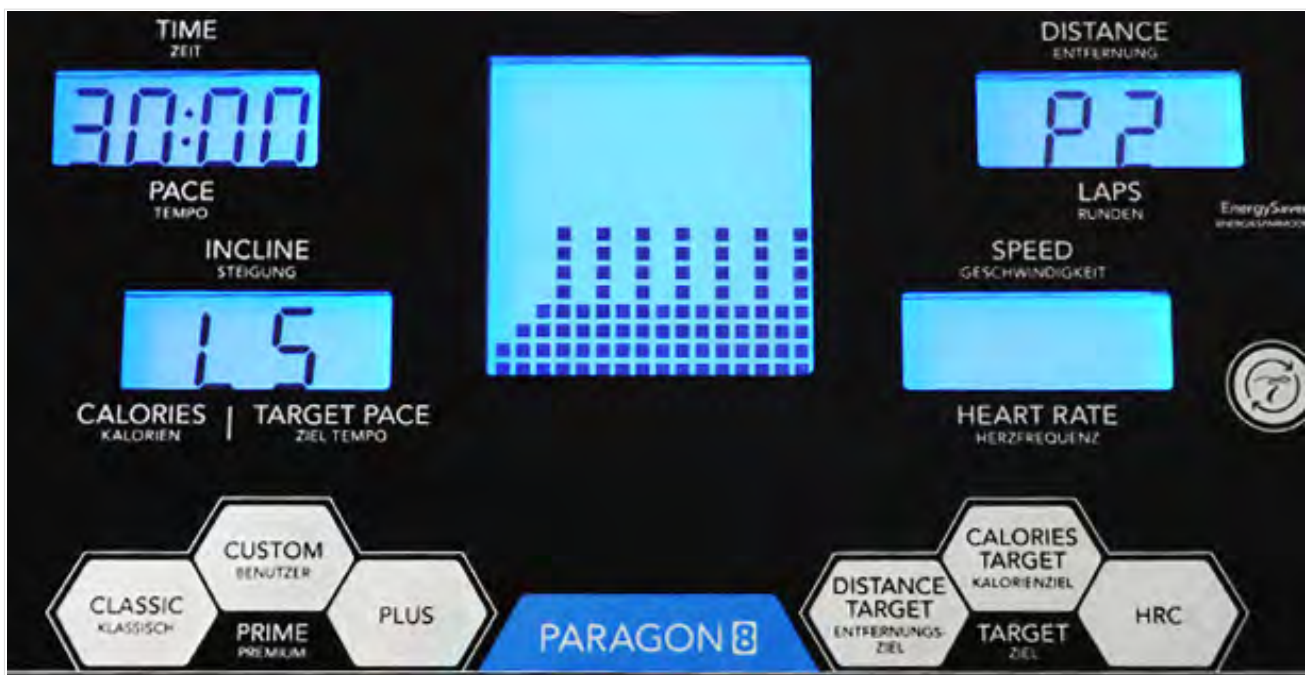 TIME
ZEIT
30:00
PACE
TEMPO
INCLINE
STEIGUNG
1 5
CALORIES | TARGET PACE
KALORIEN ZIEL TEMPO
DISTANCE
ENTFERNUNG
P2
LAPS
RUNDEN
EnergySaver
SPEED
GESCHWINDIGKEIT
HEART RATE
HERZFREQUENZ
CLASSIC
KLASSISCH
CUSTOM
BENUTZER
PLUS
PRIME
PREMIUM
PARAGON 8
DISTANCE
TARGET
ENTFERNUNGS-
ZIEL
CALORIES
TARGET
KALORIENZIEL
TARGET
ZIEL
HRC